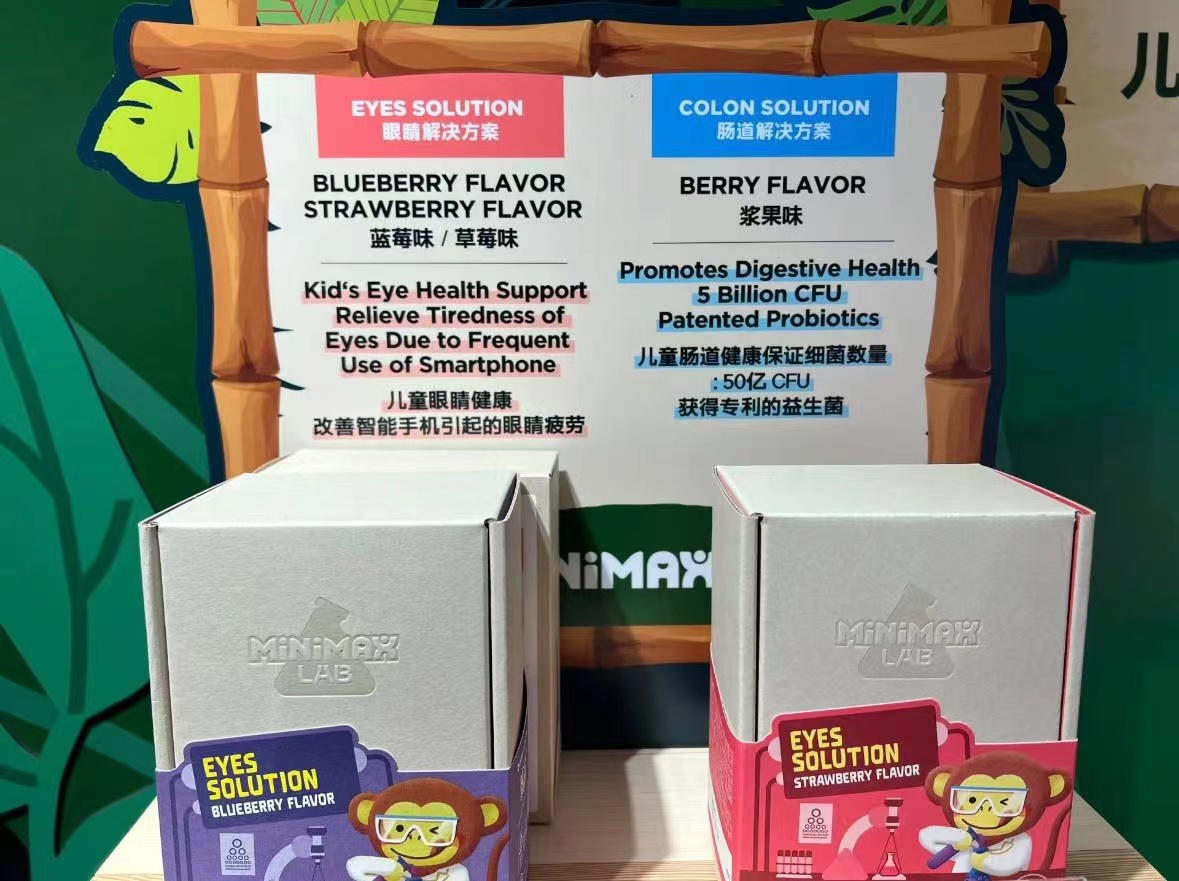 EYES SOLUTION
眼睛解决方案
BLUEBERRY FLAVOR
STRAWBERRY FLAVOR
蓝莓味 / 草莓味
Kid's Eye Health Support
Relieve Tiredness of
Eyes Due to Frequent
Use of Smartphone
儿童眼睛健康
改善智能手机引起的眼睛疲劳
COLON SOLUTION
肠道解决方案
BERRY FLAVOR
浆果味
Promotes Digestive Health
5 Billion CFU
Patented Probiotics
儿童肠道健康保证细菌数量
: 50亿 CFU
获得专利的益生菌
儿
NiMAX
MiNiMAX
LAB
EYES
SOLUTION
BLUEBERRY FLAVOR
MiNiMAX
LAB
EYES
SOLUTION
STRAWBERRY FLAVOR